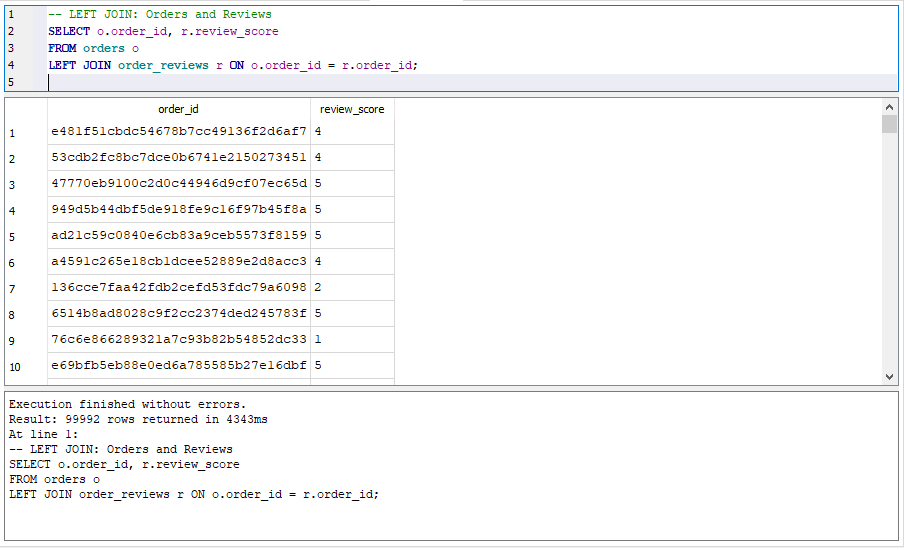 1 -- LEFT JOIN: Orders and Reviews
2 SELECT o.order_id, r.review_score
3 FROM orders o
4 LEFT JOIN order_reviews r ON o.order_id = r.order_id;
5
order_id review_score
1 e481f51cbdc54678b7cc49136f2d6af7 4
2 53cdb2fc8bc7dce0b6741e2150273451 4
3 47770eb9100c2d0c44946d9cf07ec65d 5
4 949d5b44dbf5de918fe9c16f97b45f8a 5
5 ad21c59c0840e6cb83a9ceb5573f8159 5
6 a4591c265e18cb1dcee52889e2d8acc3 4
7 136cce7faa42fdb2cefd53fdc79a6098 2
8 6514b8ad8028c9f2cc2374ded245783f 5
9 76c6e866289321a7c93b82b54852dc33 1
10 e69bfb5eb88e0ed6a785585b27e16dbf 5
Execution finished without errors.
Result: 99992 rows returned in 4343ms
At line 1:
-- LEFT JOIN: Orders and Reviews
SELECT o.order_id, r.review_score
FROM orders o
LEFT JOIN order_reviews r ON o.order_id = r.order_id;